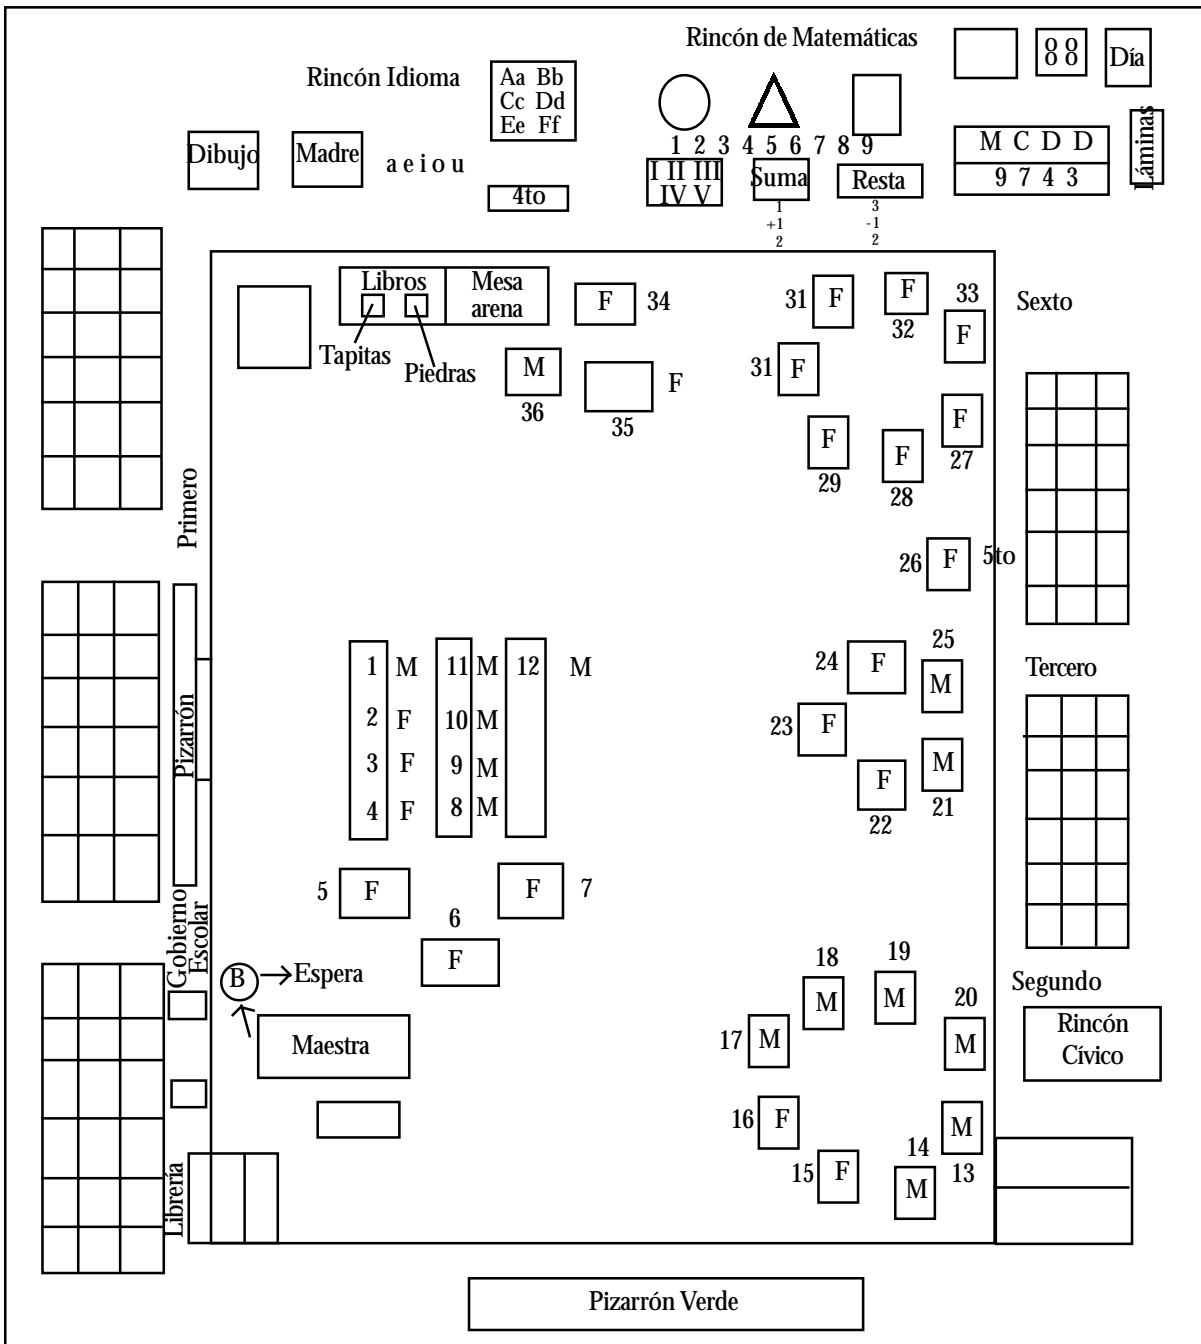 Rincón de Matemáticas
8 8
8 8
Día
Rincón Idioma
Aa Bb
Cc Dd
Ee Ff
Dibujo
Madre
a e i o u
1 2 3 4 5 6 7 8 9
M C D D
9 7 4 3
Láminas
4to
I II III
IV V
Suma
Resta
1
+1
2
3
-1
2
Libros
Mesa
arena
Tapitas
Piedras
F 34
M
36
F
35
31 F
F
32
33
F
Sexto
31 F
F
29
F
28
F
27
Primero
26 F 5to
1 M 11 M 12 M
2 F 10 M
3 F 9 M
4 F 8 M
24 F
25
M
Tercero
23 F
F
22
M
21
Pizarrón
5 F
6
F
F 7
Gobierno
Escolar
B Espera
Maestra
18
M
19
M
20
M
Segundo
Rincón
Cívico
17 M
16 F
15 F
14
M
M
13
Librería
Pizarrón Verde